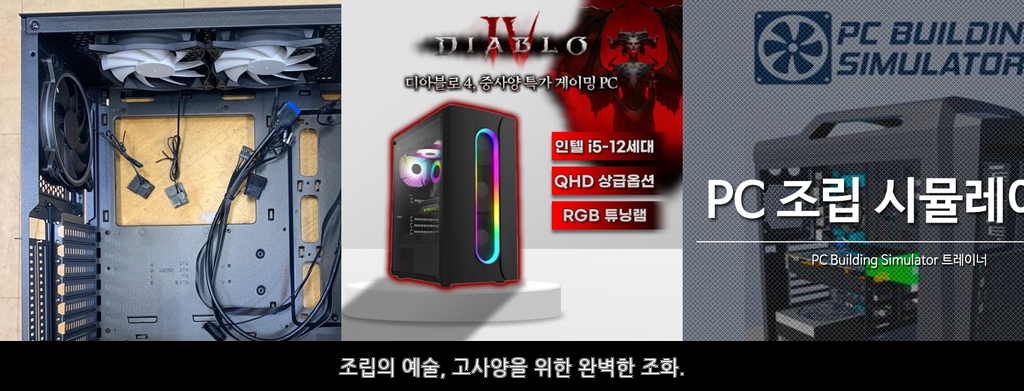 DIABLO
IV
디아블로 4, 중사양 특가 게이밍 PC
인텔 i5-12세대
QHD 상급옵션
RGB 튜닝램
PC BUILDIN
SIMULATOR
PC 조립 시뮬레이
PC Building Simulator 트레이너
조립의 예술, 고사양을 위한 완벽한 조화.